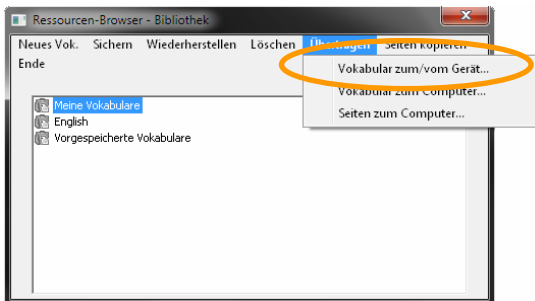 Ressourcen-Browser - Bibliothek
Neues Vok. Sichern Wiederherstellen Löschen Übertragen Seiten kopieren
Ende
Vokabular zum/vom Gerät...
Vokabular zum Computer...
Seiten zum Computer...
Meine Vokabulare
English
Vorgespeicherte Vokabulare